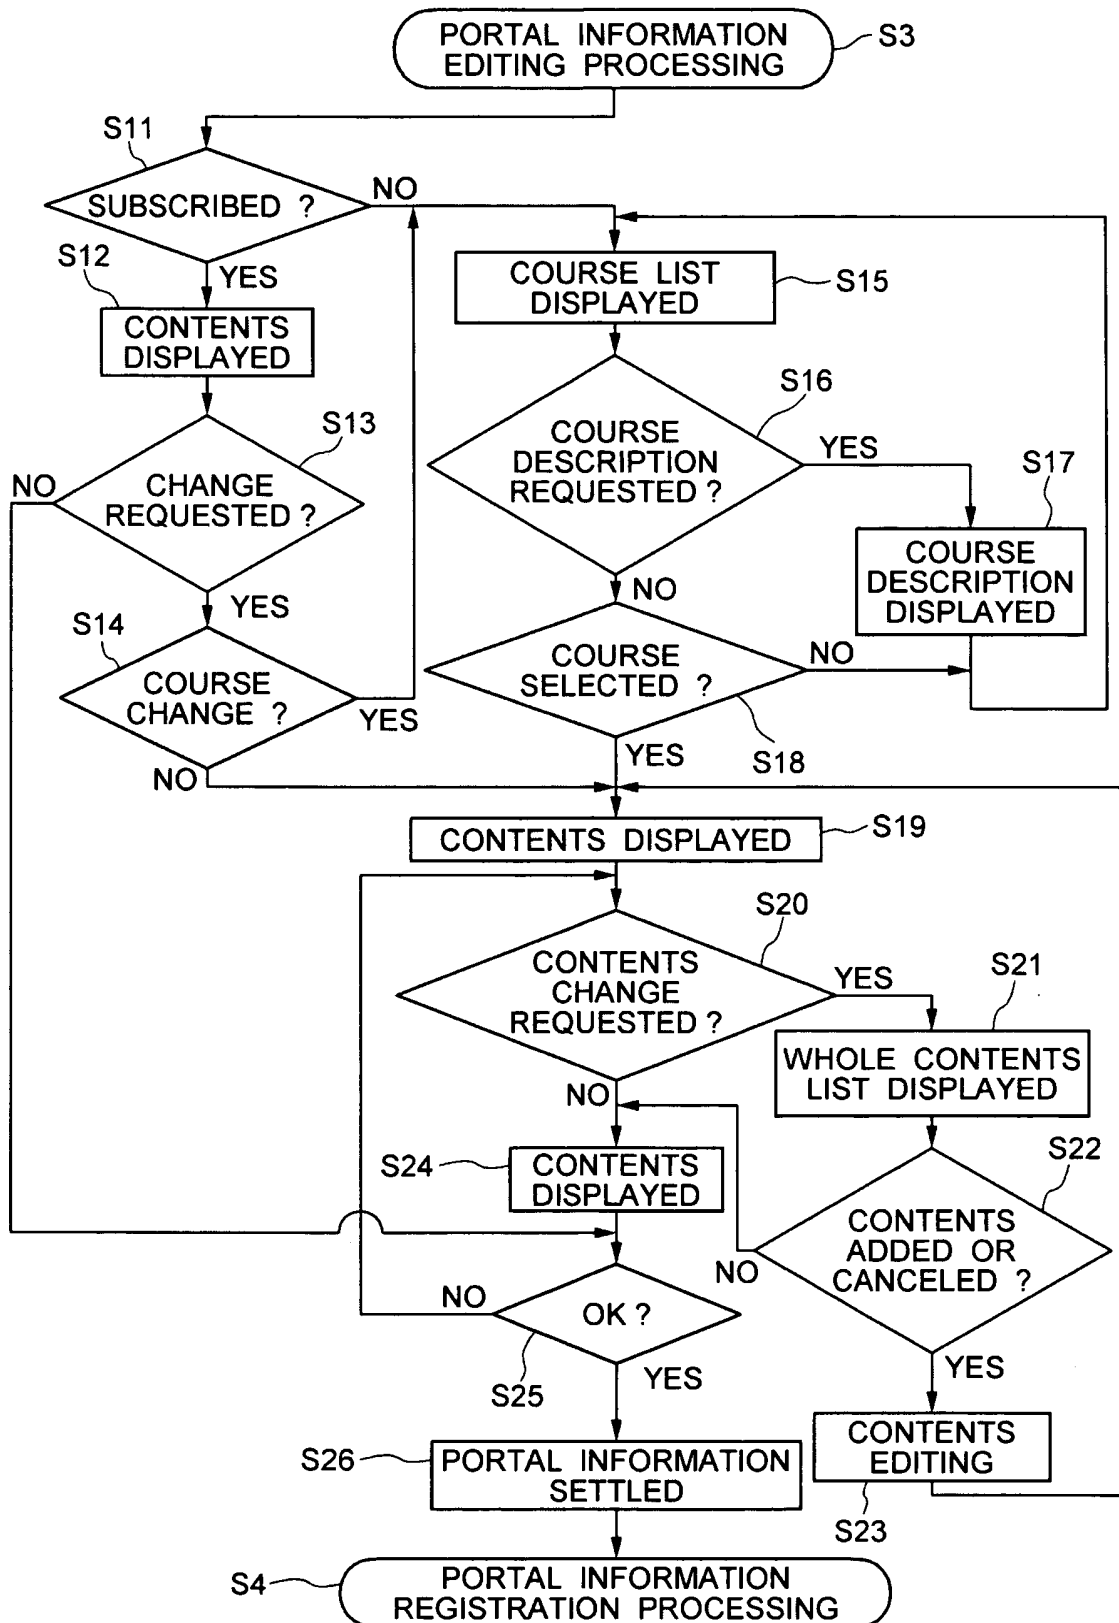 PORTAL INFORMATION
EDITING PROCESSING
S3
S11
SUBSCRIBED ?
NO
YES
S12
CONTENTS
DISPLAYED
S13
CHANGE
REQUESTED ?
NO
YES
S14
COURSE
CHANGE ?
YES
NO
COURSE LIST
DISPLAYED
S15
S16
COURSE
DESCRIPTION
REQUESTED ?
YES
NO
S17
COURSE
DESCRIPTION
DISPLAYED
COURSE
SELECTED ?
NO
S18
YES
CONTENTS DISPLAYED
S19
S20
CONTENTS
CHANGE
REQUESTED ?
YES
NO
S21
WHOLE CONTENTS
LIST DISPLAYED
S22
CONTENTS
ADDED OR
CANCELED ?
NO
YES
CONTENTS
EDITING
S23
S24
CONTENTS
DISPLAYED
OK ?
NO
S25
YES
S26
PORTAL INFORMATION
SETTLED
S4
PORTAL INFORMATION
REGISTRATION PROCESSING